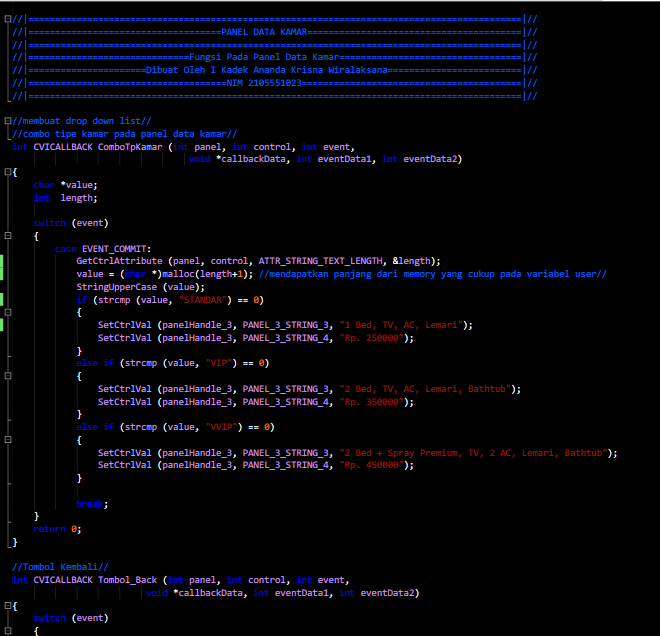 //|============================================================================================|//
//|====================================PANEL DATA KAMAR========================================|//
//|============================================================================================|//
//|==============================Fungsi Pada Panel Data Kamar==================================|//
//|======================Dibuat Oleh I Kadek Ananda Krisna Wiralaksana=========================|//
//|=====================================NIM 2105551023=========================================|//
//|============================================================================================|//
//membuat drop down list//
//combo tipe kamar pada panel data kamar//
int CVICALLBACK ComboTpKamar (int panel, int control, int event,
void *callbackData, int eventData1, int eventData2)
{
char *value;
int length;
switch (event)
{
case EVENT_COMMIT:
GetCtrlAttribute (panel, control, ATTR_STRING_TEXT_LENGTH, &length);
value = (char *)malloc(length+1); //mendapatkan panjang dari memory yang cukup pada variabel user//
StringUpperCase (value);
if (strcmp (value, "STANDAR") == 0)
{
SetCtrlVal (panelHandle_3, PANEL_3_STRING_3, "1 Bed, TV, AC, Lemari");
SetCtrlVal (panelHandle_3, PANEL_3_STRING_4, "Rp. 250000");
}
else if (strcmp (value, "VIP") == 0)
{
SetCtrlVal (panelHandle_3, PANEL_3_STRING_3, "2 Bed, TV, AC, Lemari, Bathtub");
SetCtrlVal (panelHandle_3, PANEL_3_STRING_4, "Rp. 350000");
}
else if (strcmp (value, "VVIP") == 0)
{
SetCtrlVal (panelHandle_3, PANEL_3_STRING_3, "2 Bed + Spray Premium, TV, 2 AC, Lemari, Bathtub");
SetCtrlVal (panelHandle_3, PANEL_3_STRING_4, "Rp. 450000");
}
break;
}
return 0;
}
//Tombol Kembali//
int CVICALLBACK Tombol_Back (int panel, int control, int event,
void *callbackData, int eventData1, int eventData2)
{
switch (event)
{